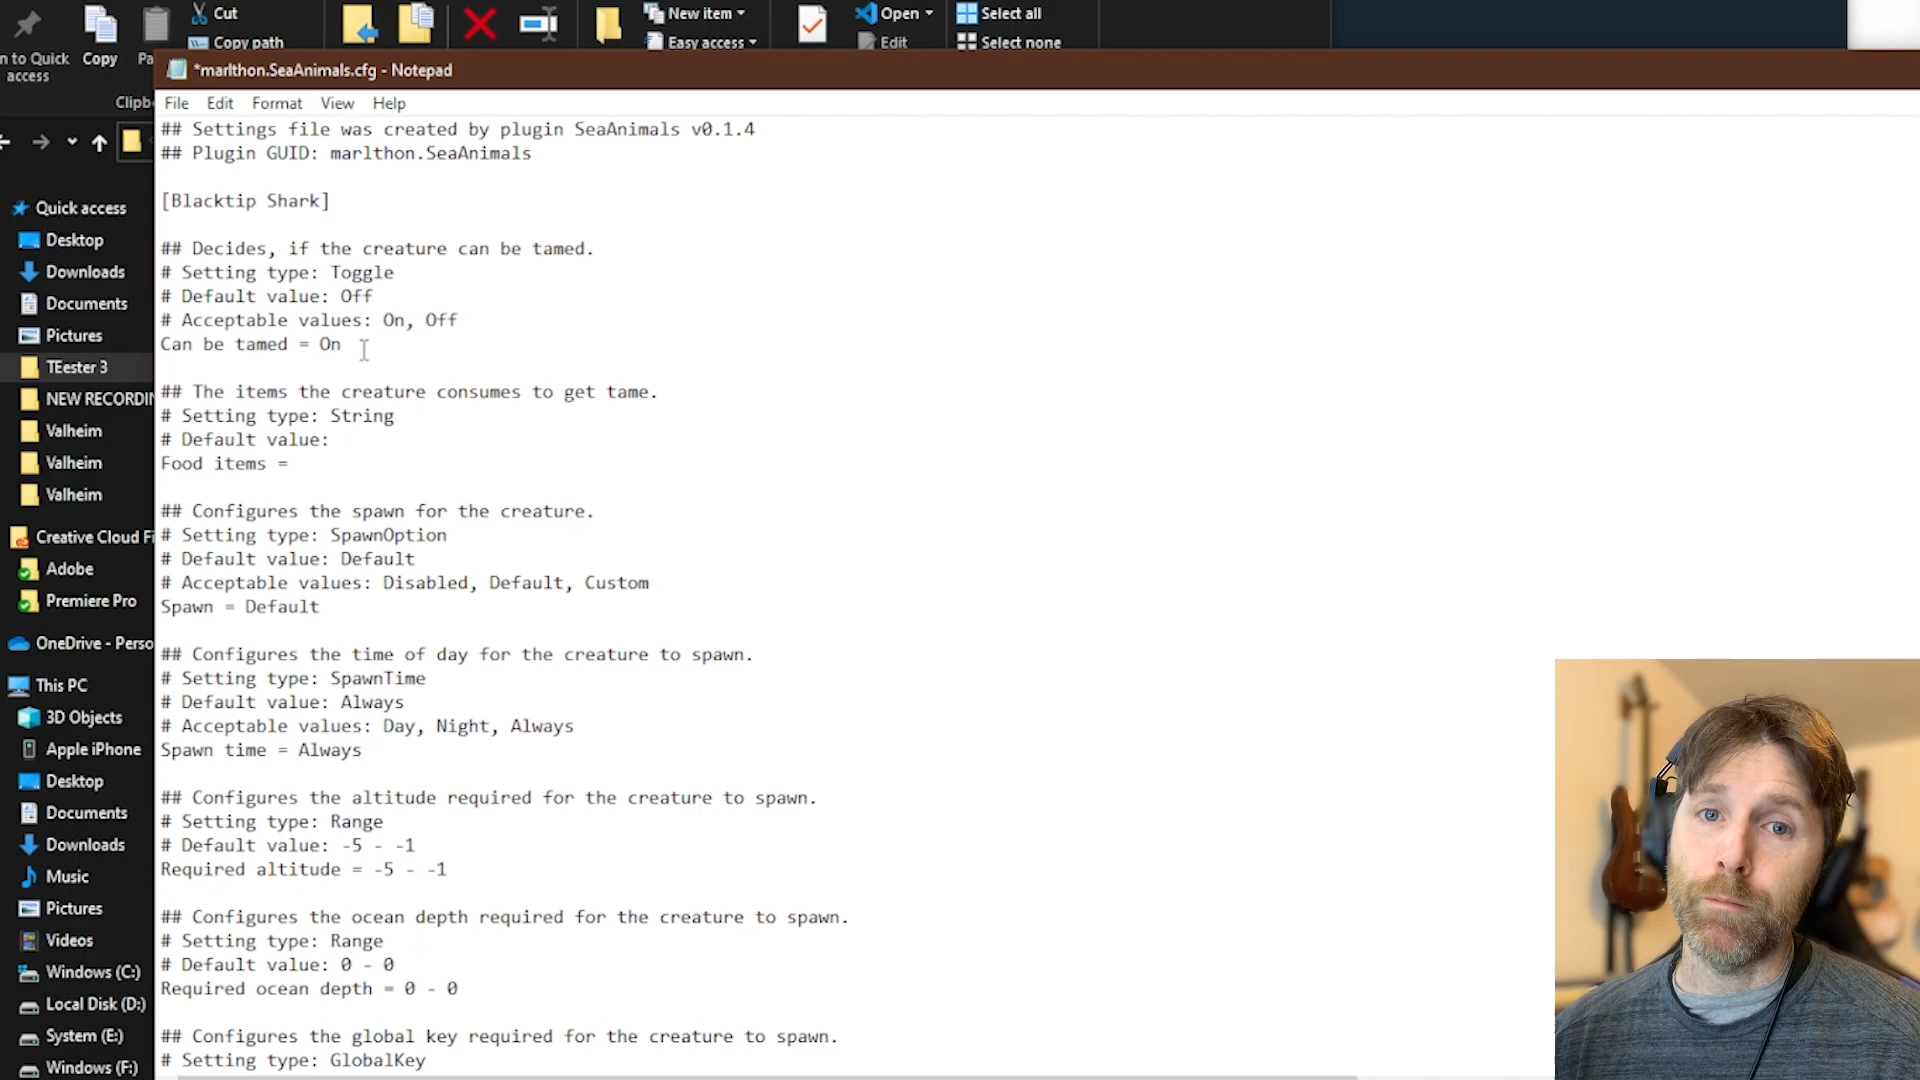 Cut
New item
Open
Select all
n to Quick
access
Copy
Pa
Copy path
Easy access
Edit
Select none
Clipb
*marlthon.SeaAnimals.cfg - Notepad
File Edit Format View Help
Quick access
Desktop
Downloads
Documents
Pictures
TEester 3
NEW RECORDIN
Valheim
Valheim
Valheim
Creative Cloud Fi
Adobe
Premiere Pro
OneDrive - Perso
This PC
3D Objects
Apple iPhone
Desktop
Documents
Downloads
Music
Pictures
Videos
Windows (C:)
Local Disk (D:)
System (E:)
Windows (F:)
## Settings file was created by plugin SeaAnimals v0.1.4
## Plugin GUID: marlthon.SeaAnimals
[Blacktip Shark]
## Decides, if the creature can be tamed.
# Setting type: Toggle
# Default value: Off
# Acceptable values: On, Off
Can be tamed = On
## The items the creature consumes to get tame.
# Setting type: String
# Default value:
Food items =
## Configures the spawn for the creature.
# Setting type: SpawnOption
# Default value: Default
# Acceptable values: Disabled, Default, Custom
Spawn = Default
## Configures the time of day for the creature to spawn.
# Setting type: SpawnTime
# Default value: Always
# Acceptable values: Day, Night, Always
Spawn time = Always
## Configures the altitude required for the creature to spawn.
# Setting type: Range
# Default value: -5 - -1
Required altitude = -5 - -1
## Configures the ocean depth required for the creature to spawn.
# Setting type: Range
# Default value: 0 - 0
Required ocean depth = 0 - 0
## Configures the global key required for the creature to spawn.
# Setting type: GlobalKey